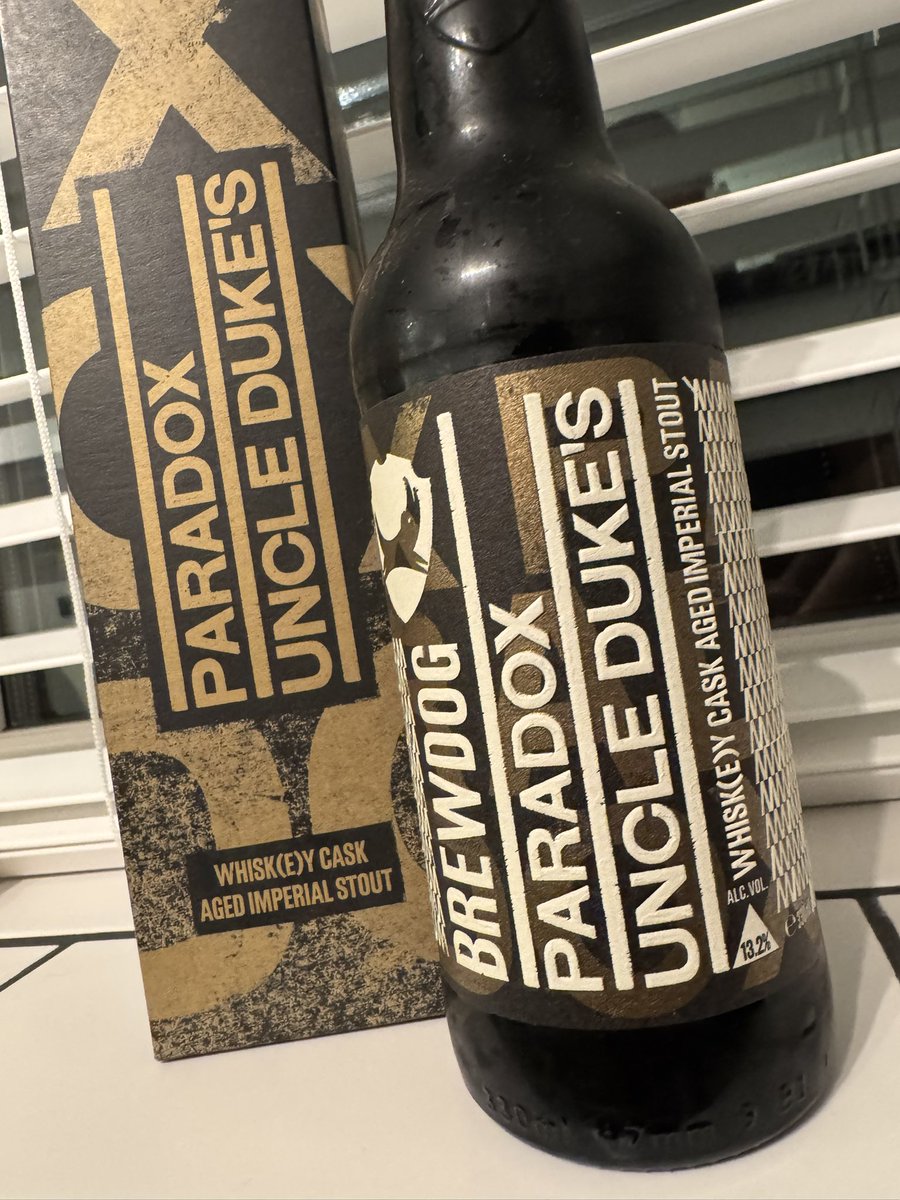 PARADOX
UNCLE DUKE'S
WHISK(E)Y CASK
AGED IMPERIAL STOUT
BREWDOG
PARADOX
UNCLE DUKE'S
WHISK(E)Y CASK AGED IMPERIAL STOUT
ALC. VOL.
13.2%
330ml